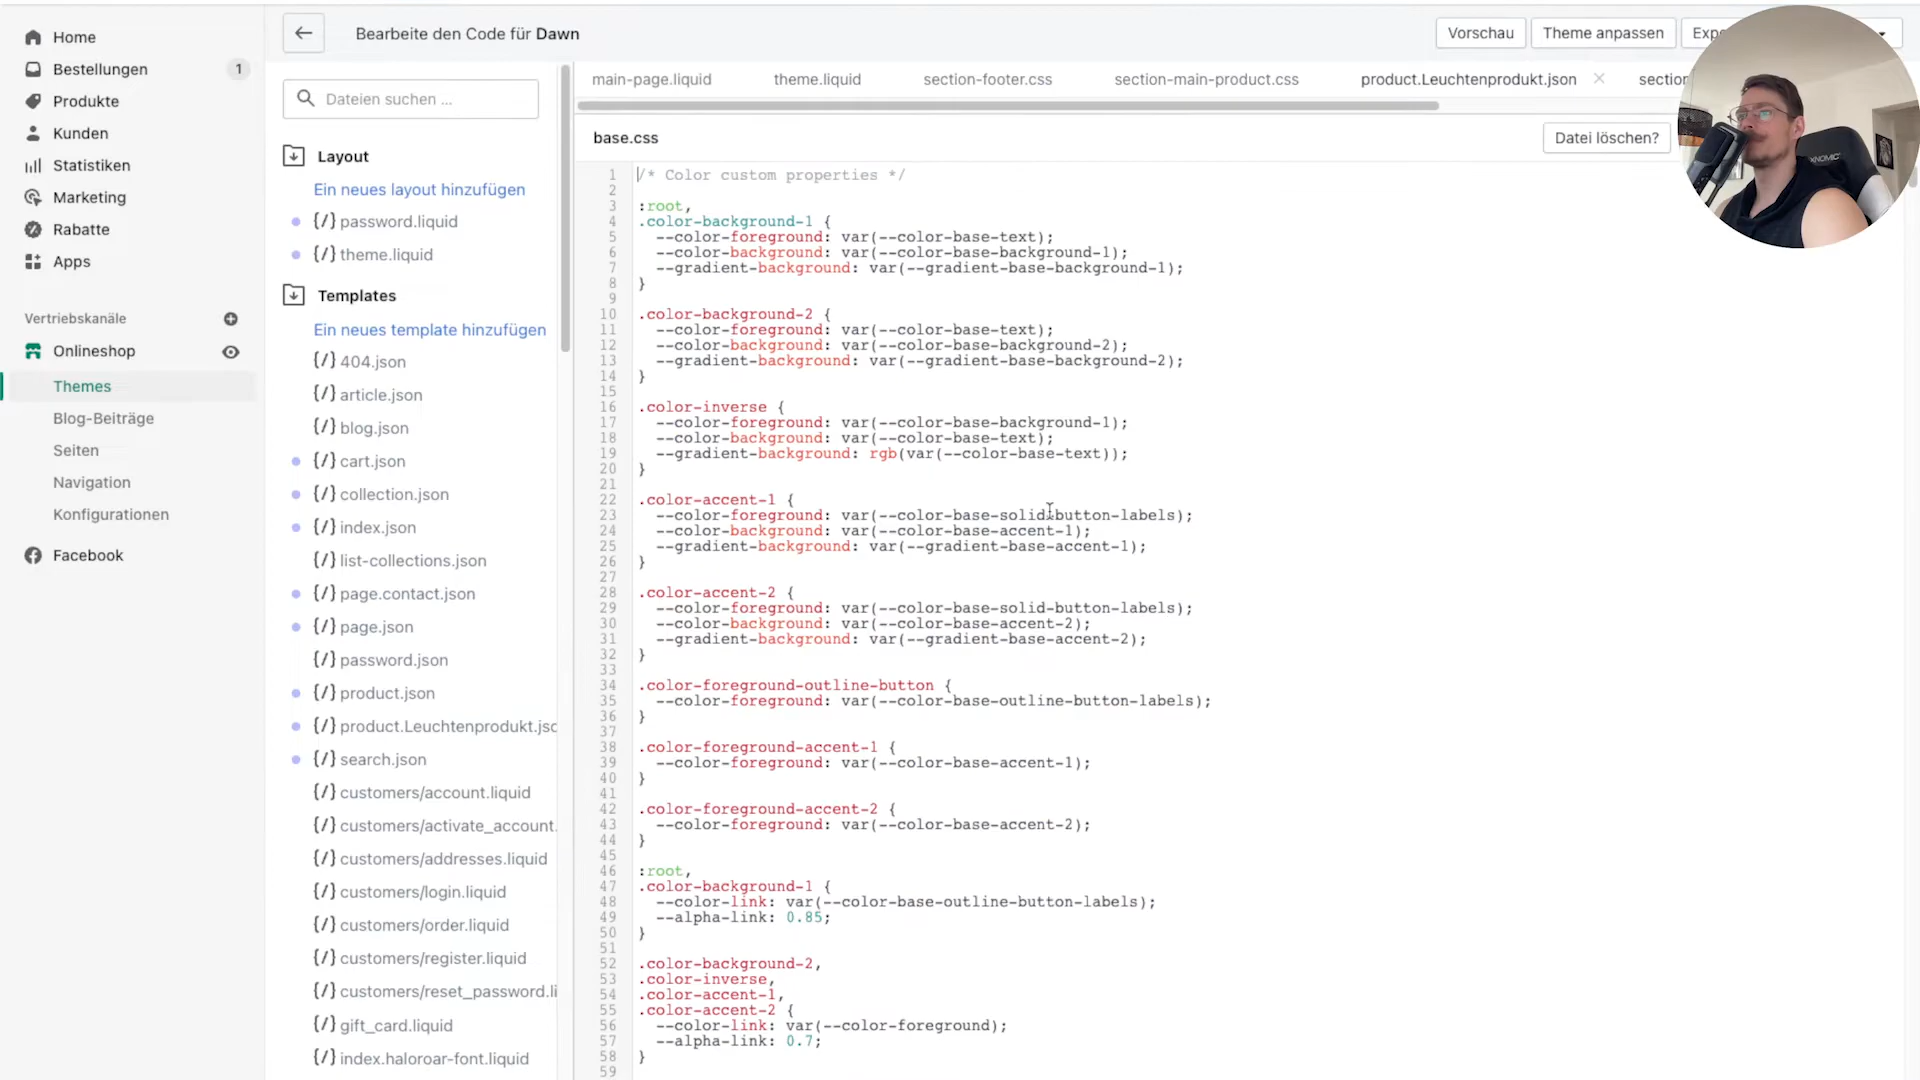 Home
Bestellungen
1
Produkte
Kunden
Statistiken
Marketing
Rabatte
Apps
Vertriebskanäle
Onlineshop
Themes
Blog-Beiträge
Seiten
Navigation
Konfigurationen
Facebook
Bearbeite den Code für Dawn
Vorschau
Theme anpassen
Dateien suchen ...
Layout
Ein neues layout hinzufügen
{/} password.liquid
{/} theme.liquid
Templates
Ein neues template hinzufügen
{/} 404.json
{/} article.json
{/} blog.json
{/} cart.json
{/} collection.json
{/} index.json
{/} list-collections.json
{/} page.contact.json
{/} page.json
{/} password.json
{/} product.json
{/} product.Leuchtenprodukt.jsc
{/} search.json
{/} customers/account.liquid
{/} customers/activate_account.
{/} customers/addresses.liquid
{/} customers/login.liquid
{/} customers/order.liquid
{/} customers/register.liquid
{/} customers/reset_password.li
{/} gift_card.liquid
{/} index.haloroar-font.liquid
main-page.liquid
theme.liquid
section-footer.css
section-main-product.css
product.Leuchtenprodukt.json
base.css
Datei löschen?
1 /* Color custom properties */
2
3 :root,
4 .color-background-1 {
5 --color-foreground: var(--color-base-text);
6 --color-background: var(--color-base-background-1);
7 --gradient-background: var(--gradient-base-background-1);
8 }
9
10 .color-background-2 {
11 --color-foreground: var(--color-base-text);
12 --color-background: var(--color-base-background-2);
13 --gradient-background: var(--gradient-base-background-2);
14 }
15
16 .color-inverse {
17 --color-foreground: var(--color-base-background-1);
18 --color-background: var(--color-base-text);
19 --gradient-background: rgb(var(--color-base-text));
20 }
21
22 .color-accent-1 {
23 --color-foreground: var(--color-base-solid-button-labels);
24 --color-background: var(--color-base-accent-1);
25 --gradient-background: var(--gradient-base-accent-1);
26 }
27
28 .color-accent-2 {
29 --color-foreground: var(--color-base-solid-button-labels);
30 --color-background: var(--color-base-accent-2);
31 --gradient-background: var(--gradient-base-accent-2);
32 }
33
34 .color-foreground-outline-button {
35 --color-foreground: var(--color-base-outline-button-labels);
36 }
37
38 .color-foreground-accent-1 {
39 --color-foreground: var(--color-base-accent-1);
40 }
41
42 .color-foreground-accent-2 {
43 --color-foreground: var(--color-base-accent-2);
44 }
45
46 :root,
47 .color-background-1 {
48 --color-link: var(--color-base-outline-button-labels);
49 --alpha-link: 0.85;
50 }
51
52 .color-background-2,
53 .color-inverse,
54 .color-accent-1,
55 .color-accent-2 {
56 --color-link: var(--color-foreground);
57 --alpha-link: 0.7;
58 }
59